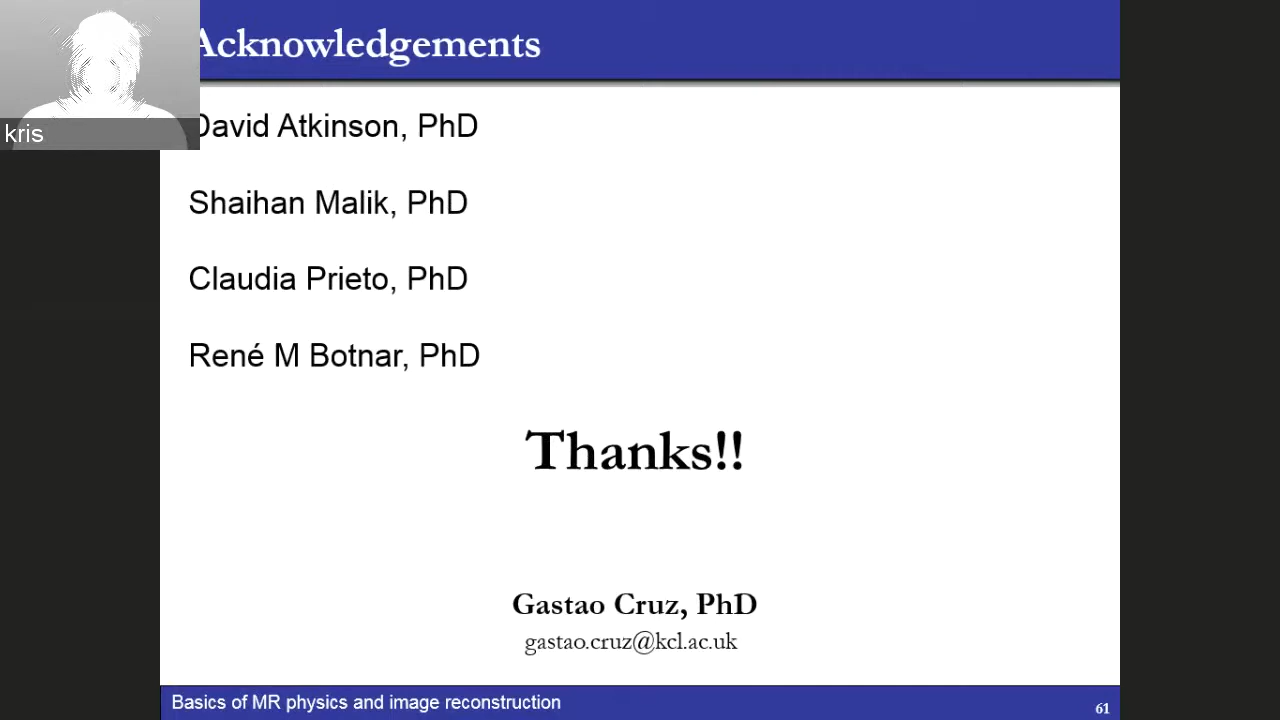 Acknowledgements
kris
David Atkinson, PhD
Shaihan Malik, PhD
Claudia Prieto, PhD
René M Botnar, PhD
Thanks!!
Gastao Cruz, PhD
gastao.cruz@kcl.ac.uk
Basics of MR physics and image reconstruction
61